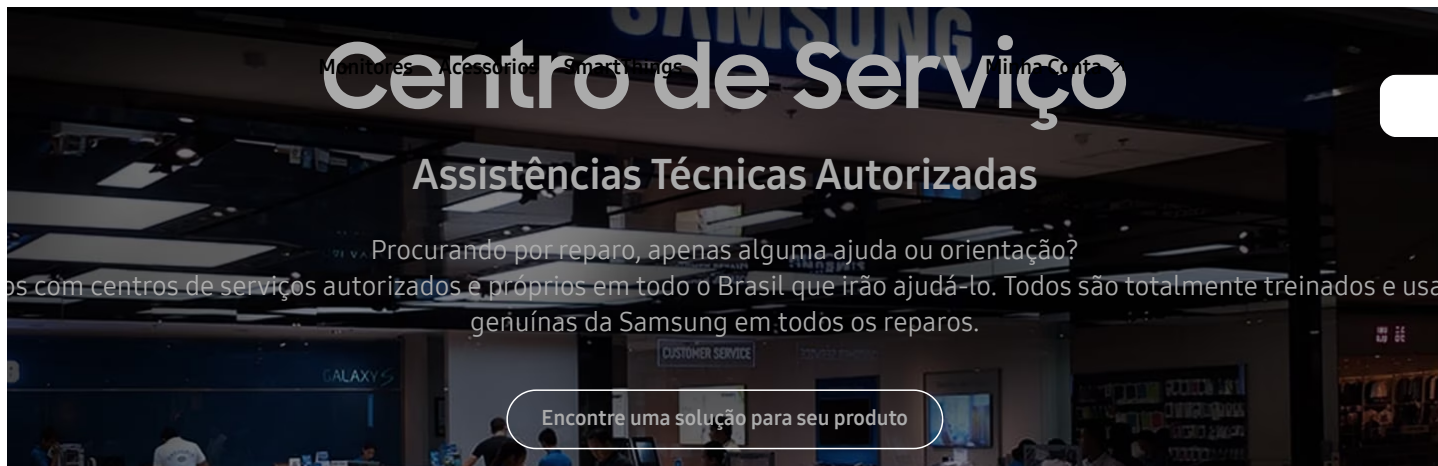 SAMSUNG
Centro de Serviço
Monitores Acessórios SmartThings Minha Conta
Assistências Técnicas Autorizadas
Procurando por reparo, apenas alguma ajuda ou orientação?
os com centros de serviços autorizados e próprios em todo o Brasil que irão ajudá-lo. Todos são totalmente treinados e usa
genuínas da Samsung em todos os reparos.
CUSTOMER SERVICE
GALAXY S
Encontre uma solução para seu produto